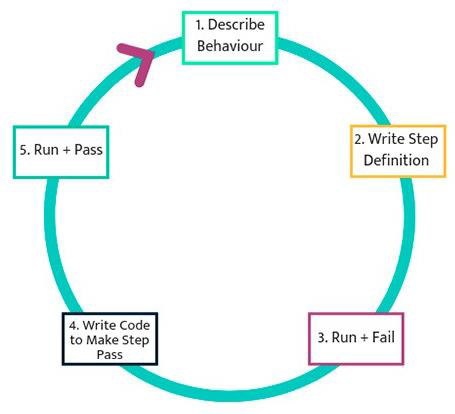 1. Describe
Behaviour
2. Write Step
Definition
3. Run + Fail
4. Write Code
to Make Step
Pass
5. Run + Pass